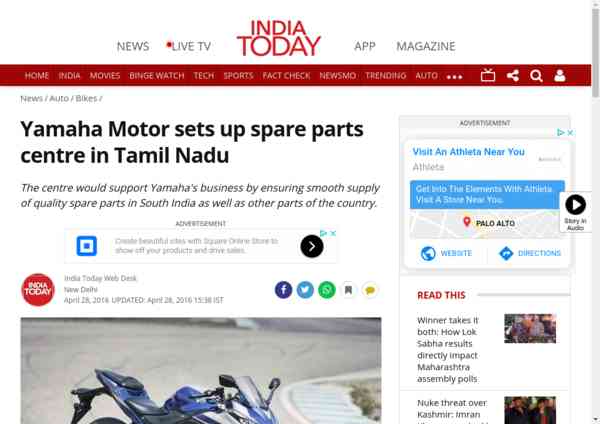 INDIA
TODAY
NEWS
LIVE TV
APP
MAGAZINE
HOME INDIA MOVIES BINGE WATCH TECH SPORTS FACT CHECK NEWSMO TRENDING AUTO
News / Auto / Bikes /
Yamaha Motor sets up spare parts
centre in Tamil Nadu
The centre would support Yamaha's business by ensuring smooth supply
of quality spare parts in South India as well as other parts of the country.
ADVERTISEMENT
Create beautiful sites with Square Online Store to
show off your products and drive sales.
INDIA
TODAY
India Today Web Desk
New Delhi
April 28, 2016 UPDATED: April 28, 2016 15:38 IST
ADVERTISEMENT
Visit An Athleta Near You
Athleta
Get Into The Elements With Athleta.
Visit A Store Near You.
PALO ALTO
WEBSITE
DIRECTIONS
Story in
Audio
READ THIS
Winner takes it
both: How Lok
Sabha results
directly impact
Maharashtra
assembly polls
Nuke threat over
Kashmir: Imran